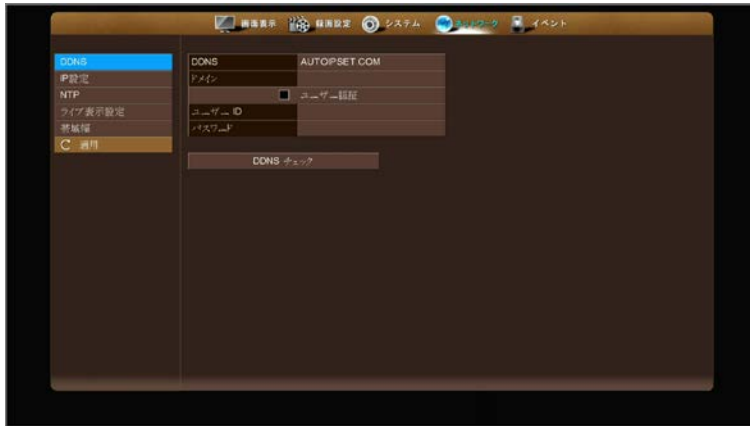 画面表示 録画設定 システム ネットワーク イベント
DDNS
IP設定
NTP
ライブ表示設定
帯域幅
適用
DDNS AUTOIPSET.COM
ドメイン
ユーザー認証
ユーザー ID
パスワード
DDNS チェック